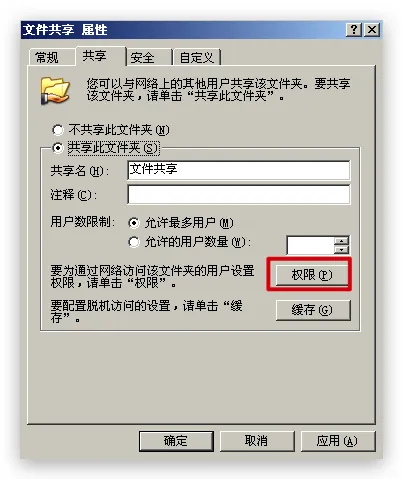 文件共享 属性
常规 共享 安全 自定义
您可以与网络上的其他用户共享该文件夹。要共享
该文件夹，请单击“共享此文件夹”。
不共享此文件夹(N)
共享此文件夹(S)
共享名(H): 文件共享
注释(C):
用户数限制: 允许最多用户(M)
允许的用户数量(W):
要为通过网络访问该文件夹的用户设置
权限，请单击“权限”。
权限(P)
要配置脱机访问的设置，请单击“缓
存”。
缓存(G)
确定 取消 应用(A)